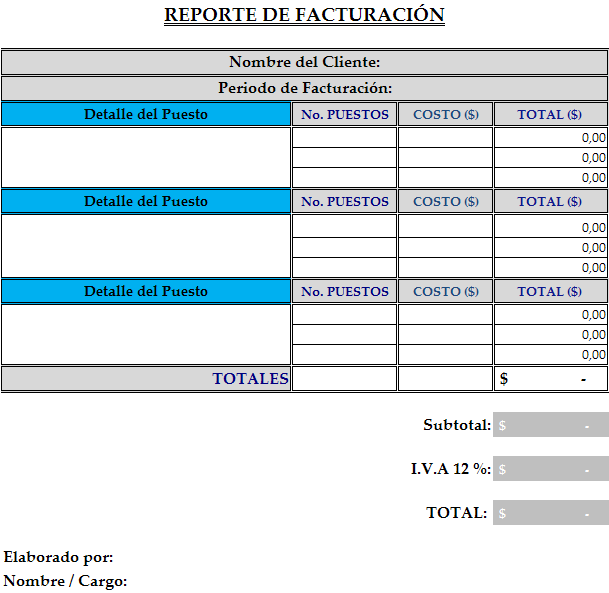 REPORTE DE FACTURACIÓN
Nombre del Cliente:
Periodo de Facturación:
Detalle del Puesto No. PUESTOS COSTO ($) TOTAL ($)
0,00
0,00
0,00
Detalle del Puesto No. PUESTOS COSTO ($) TOTAL ($)
0,00
0,00
0,00
Detalle del Puesto No. PUESTOS COSTO ($) TOTAL ($)
0,00
0,00
0,00
TOTALES $ -
Subtotal: $ -
I.V.A 12 %: $ -
TOTAL: $ -
Elaborado por:
Nombre / Cargo: